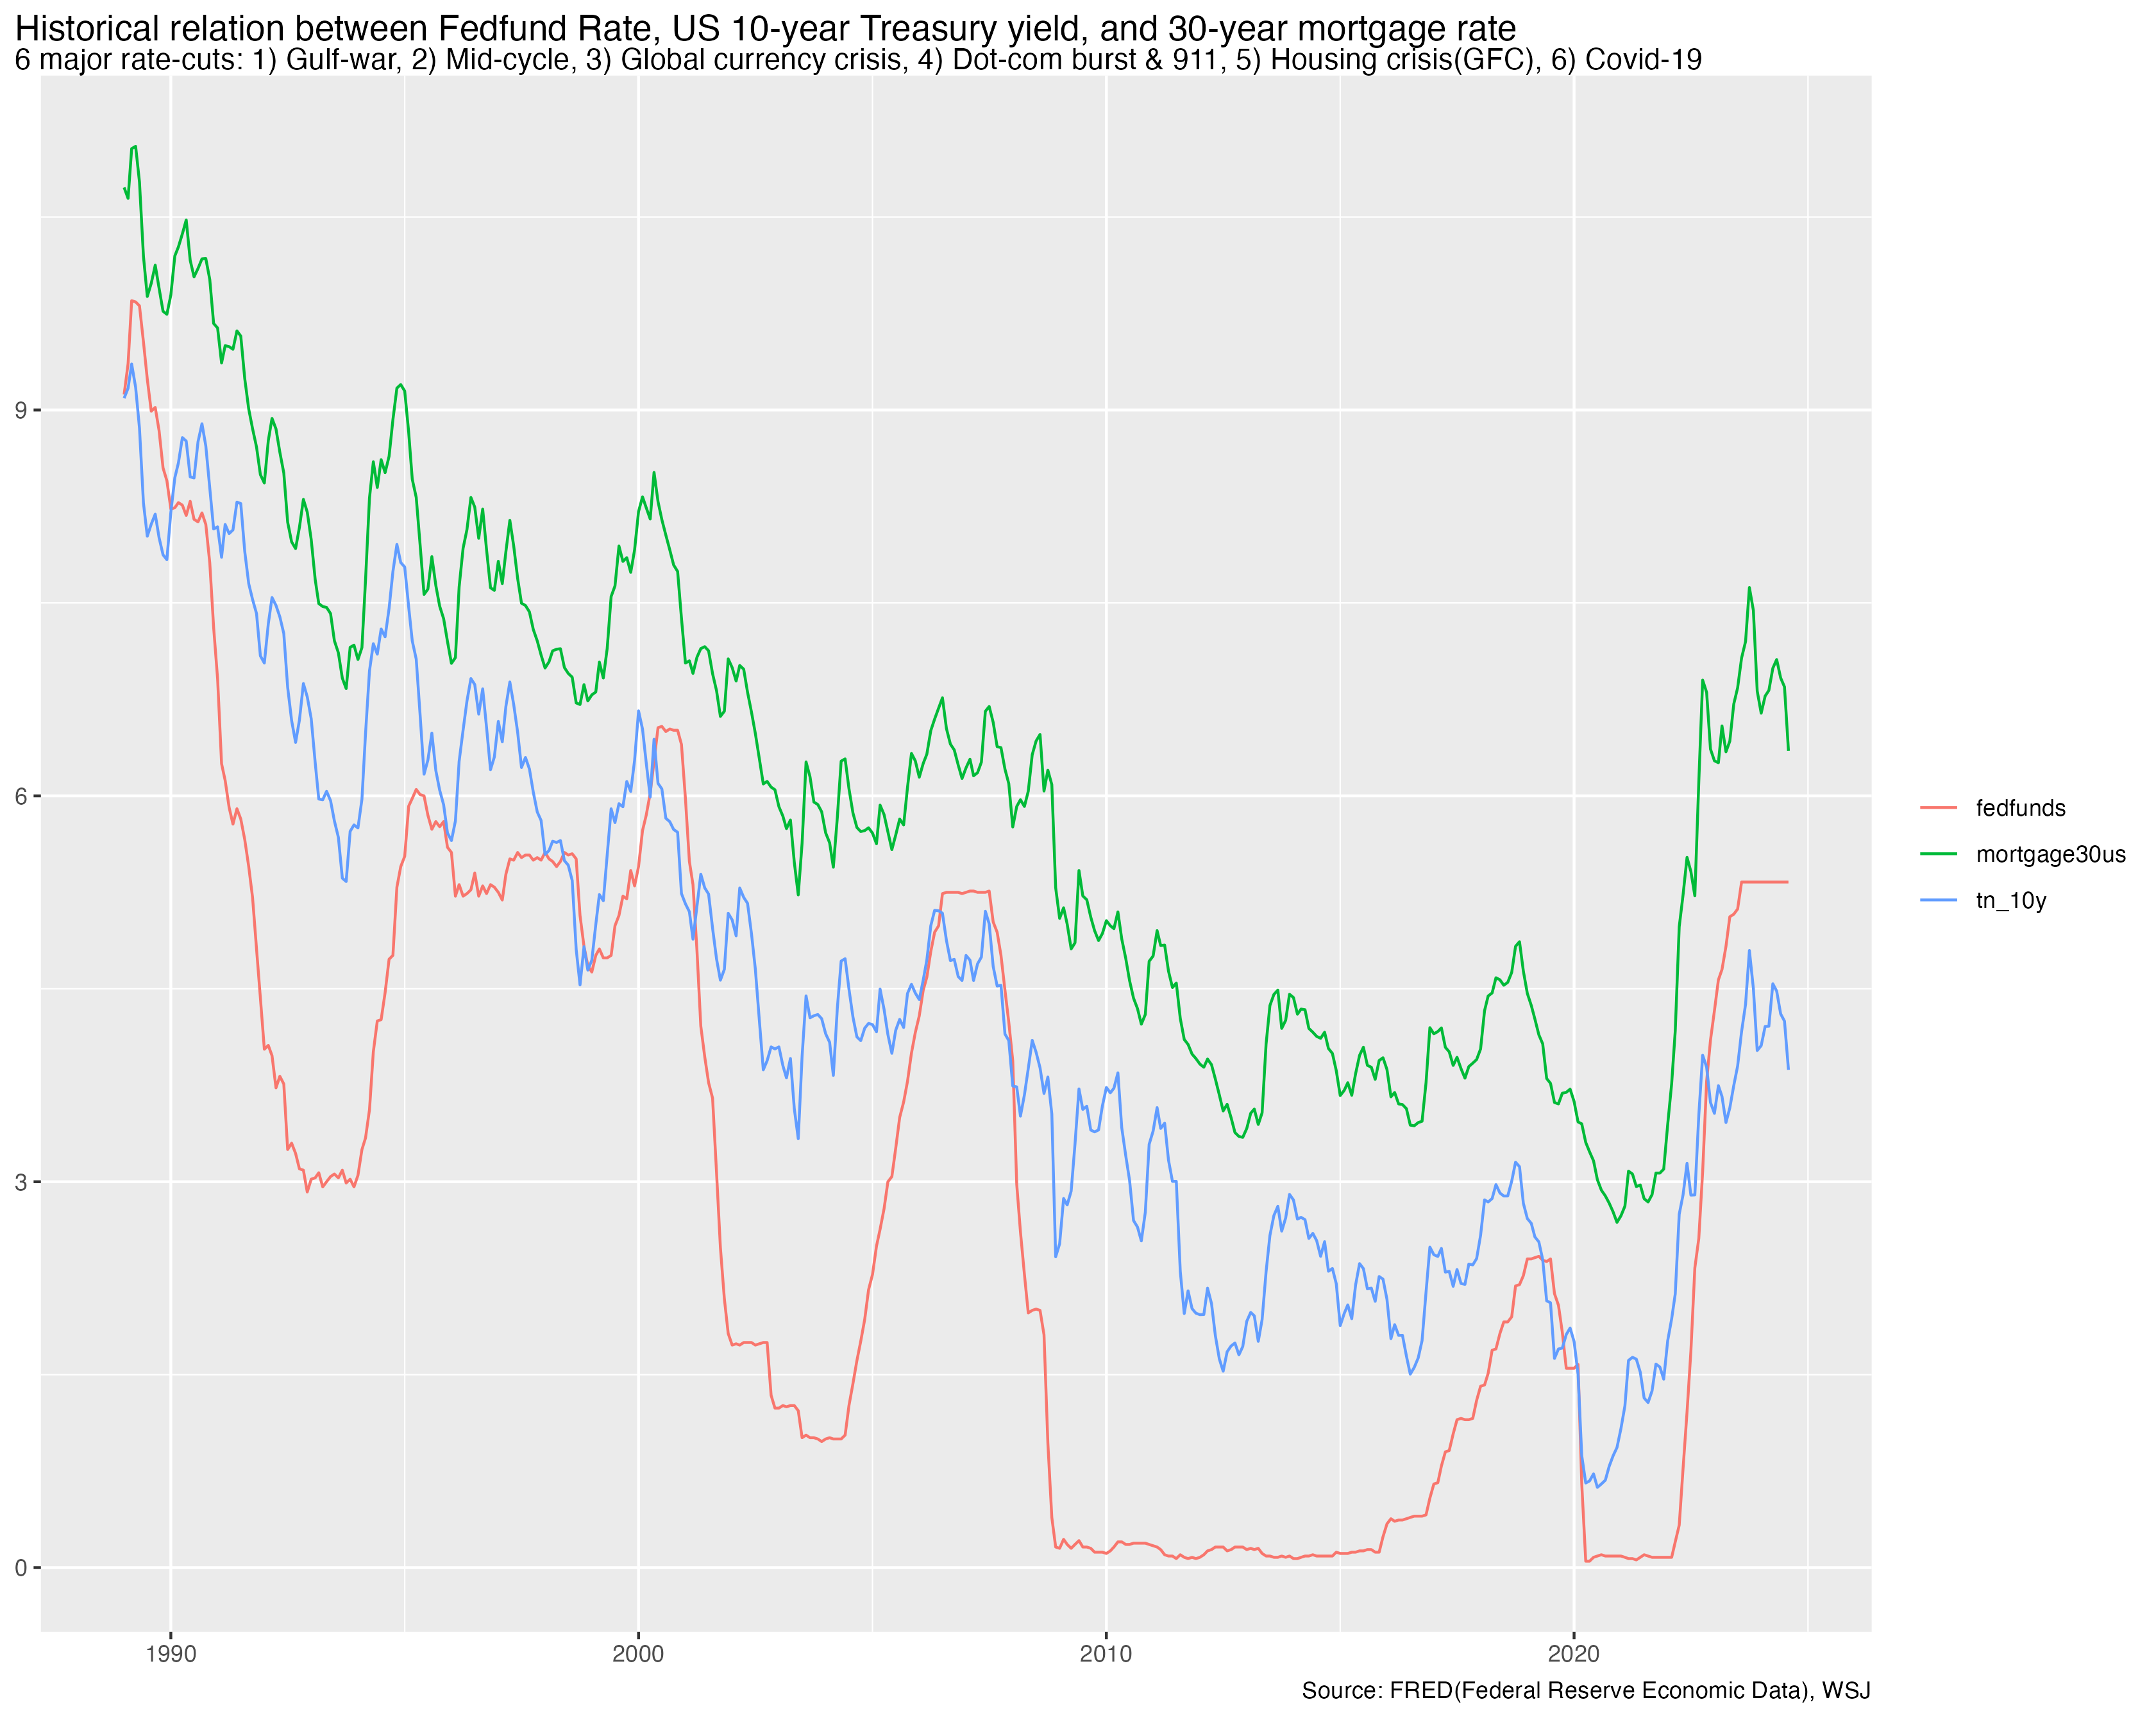 Historical relation between Fedfund Rate, US 10-year Treasury yield, and 30-year mortgage rate
6 major rate-cuts: 1) Gulf-war, 2) Mid-cycle, 3) Global currency crisis, 4) Dot-com burst & 911, 5) Housing crisis(GFC), 6) Covid-19
9
6
3
0
fedfunds
mortgage30us
tn_10y
1990 2000 2010 2020
Source: FRED(Federal Reserve Economic Data), WSJ